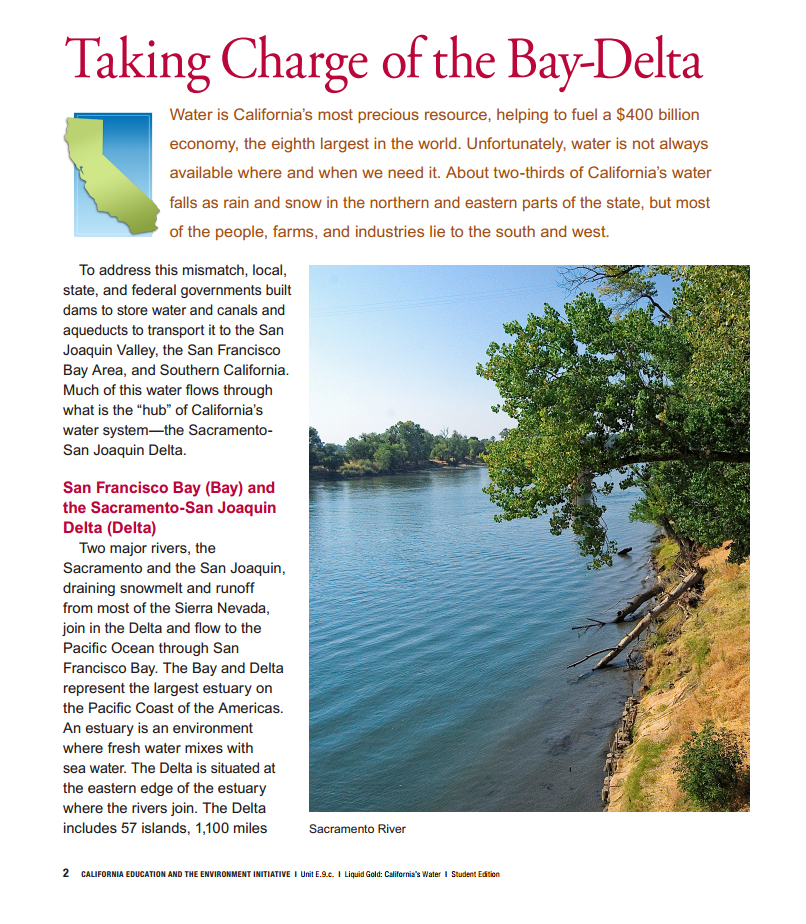 Taking Charge of the Bay-Delta
Water is California’s most precious resource, helping to fuel a $400 billion
economy, the eighth largest in the world. Unfortunately, water is not always
available where and when we need it. About two-thirds of California’s water
falls as rain and snow in the northern and eastern parts of the state, but most
of the people, farms, and industries lie to the south and west.
To address this mismatch, local,
state, and federal governments built
dams to store water and canals and
aqueducts to transport it to the San
Joaquin Valley, the San Francisco
Bay Area, and Southern California.
Much of this water flows through
what is the “hub” of California’s
water system—the Sacramento-
San Joaquin Delta.
San Francisco Bay (Bay) and
the Sacramento-San Joaquin
Delta (Delta)
Two major rivers, the
Sacramento and the San Joaquin,
draining snowmelt and runoff
from most of the Sierra Nevada,
join in the Delta and flow to the
Pacific Ocean through San
Francisco Bay. The Bay and Delta
represent the largest estuary on
the Pacific Coast of the Americas.
An estuary is an environment
where fresh water mixes with
sea water. The Delta is situated at
the eastern edge of the estuary
where the rivers join. The Delta
includes 57 islands, 1,100 miles
Sacramento River
2 CALIFORNIA EDUCATION AND THE ENVIRONMENT INITIATIVE I Unit E.9.c. I Liquid Gold: California’s Water I Student Edition